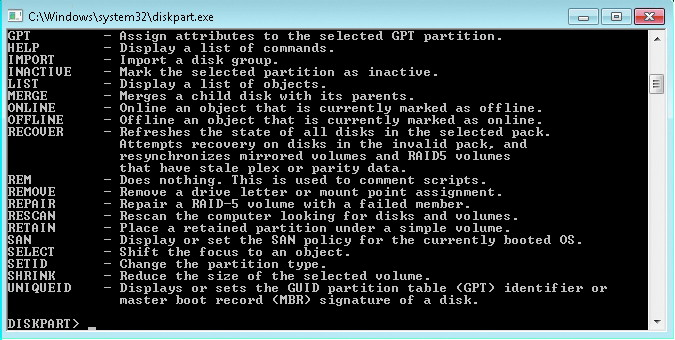 C:\Windows\system32\diskpart.exe
GPT - Assign attributes to the selected GPT partition.
HELP - Display a list of commands.
IMPORT - Import a disk group.
INACTIVE - Mark the selected partition as inactive.
LIST - Display a list of objects.
MERGE - Merges a child disk with its parents.
ONLINE - Online an object that is currently marked as offline.
OFFLINE - Offline an object that is currently marked as online.
RECOVER - Refreshes the state of all disks in the selected pack.
Attempts recovery on disks in the invalid pack, and
resynchronizes mirrored volumes and RAID5 volumes
that have stale plex or parity data.
REM - Does nothing. This is used to comment scripts.
REMOVE - Remove a drive letter or mount point assignment.
REPAIR - Repair a RAID-5 volume with a failed member.
RESCAN - Rescan the computer looking for disks and volumes.
RETAIN - Place a retained partition under a simple volume.
SAN - Display or set the SAN policy for the currently booted OS.
SELECT - Shift the focus to an object.
SETID - Change the partition type.
SHRINK - Reduce the size of the selected volume.
UNIQUEID - Displays or sets the GUID partition table (GPT) identifier or
master boot record (MBR) signature of a disk.
DISKPART> _